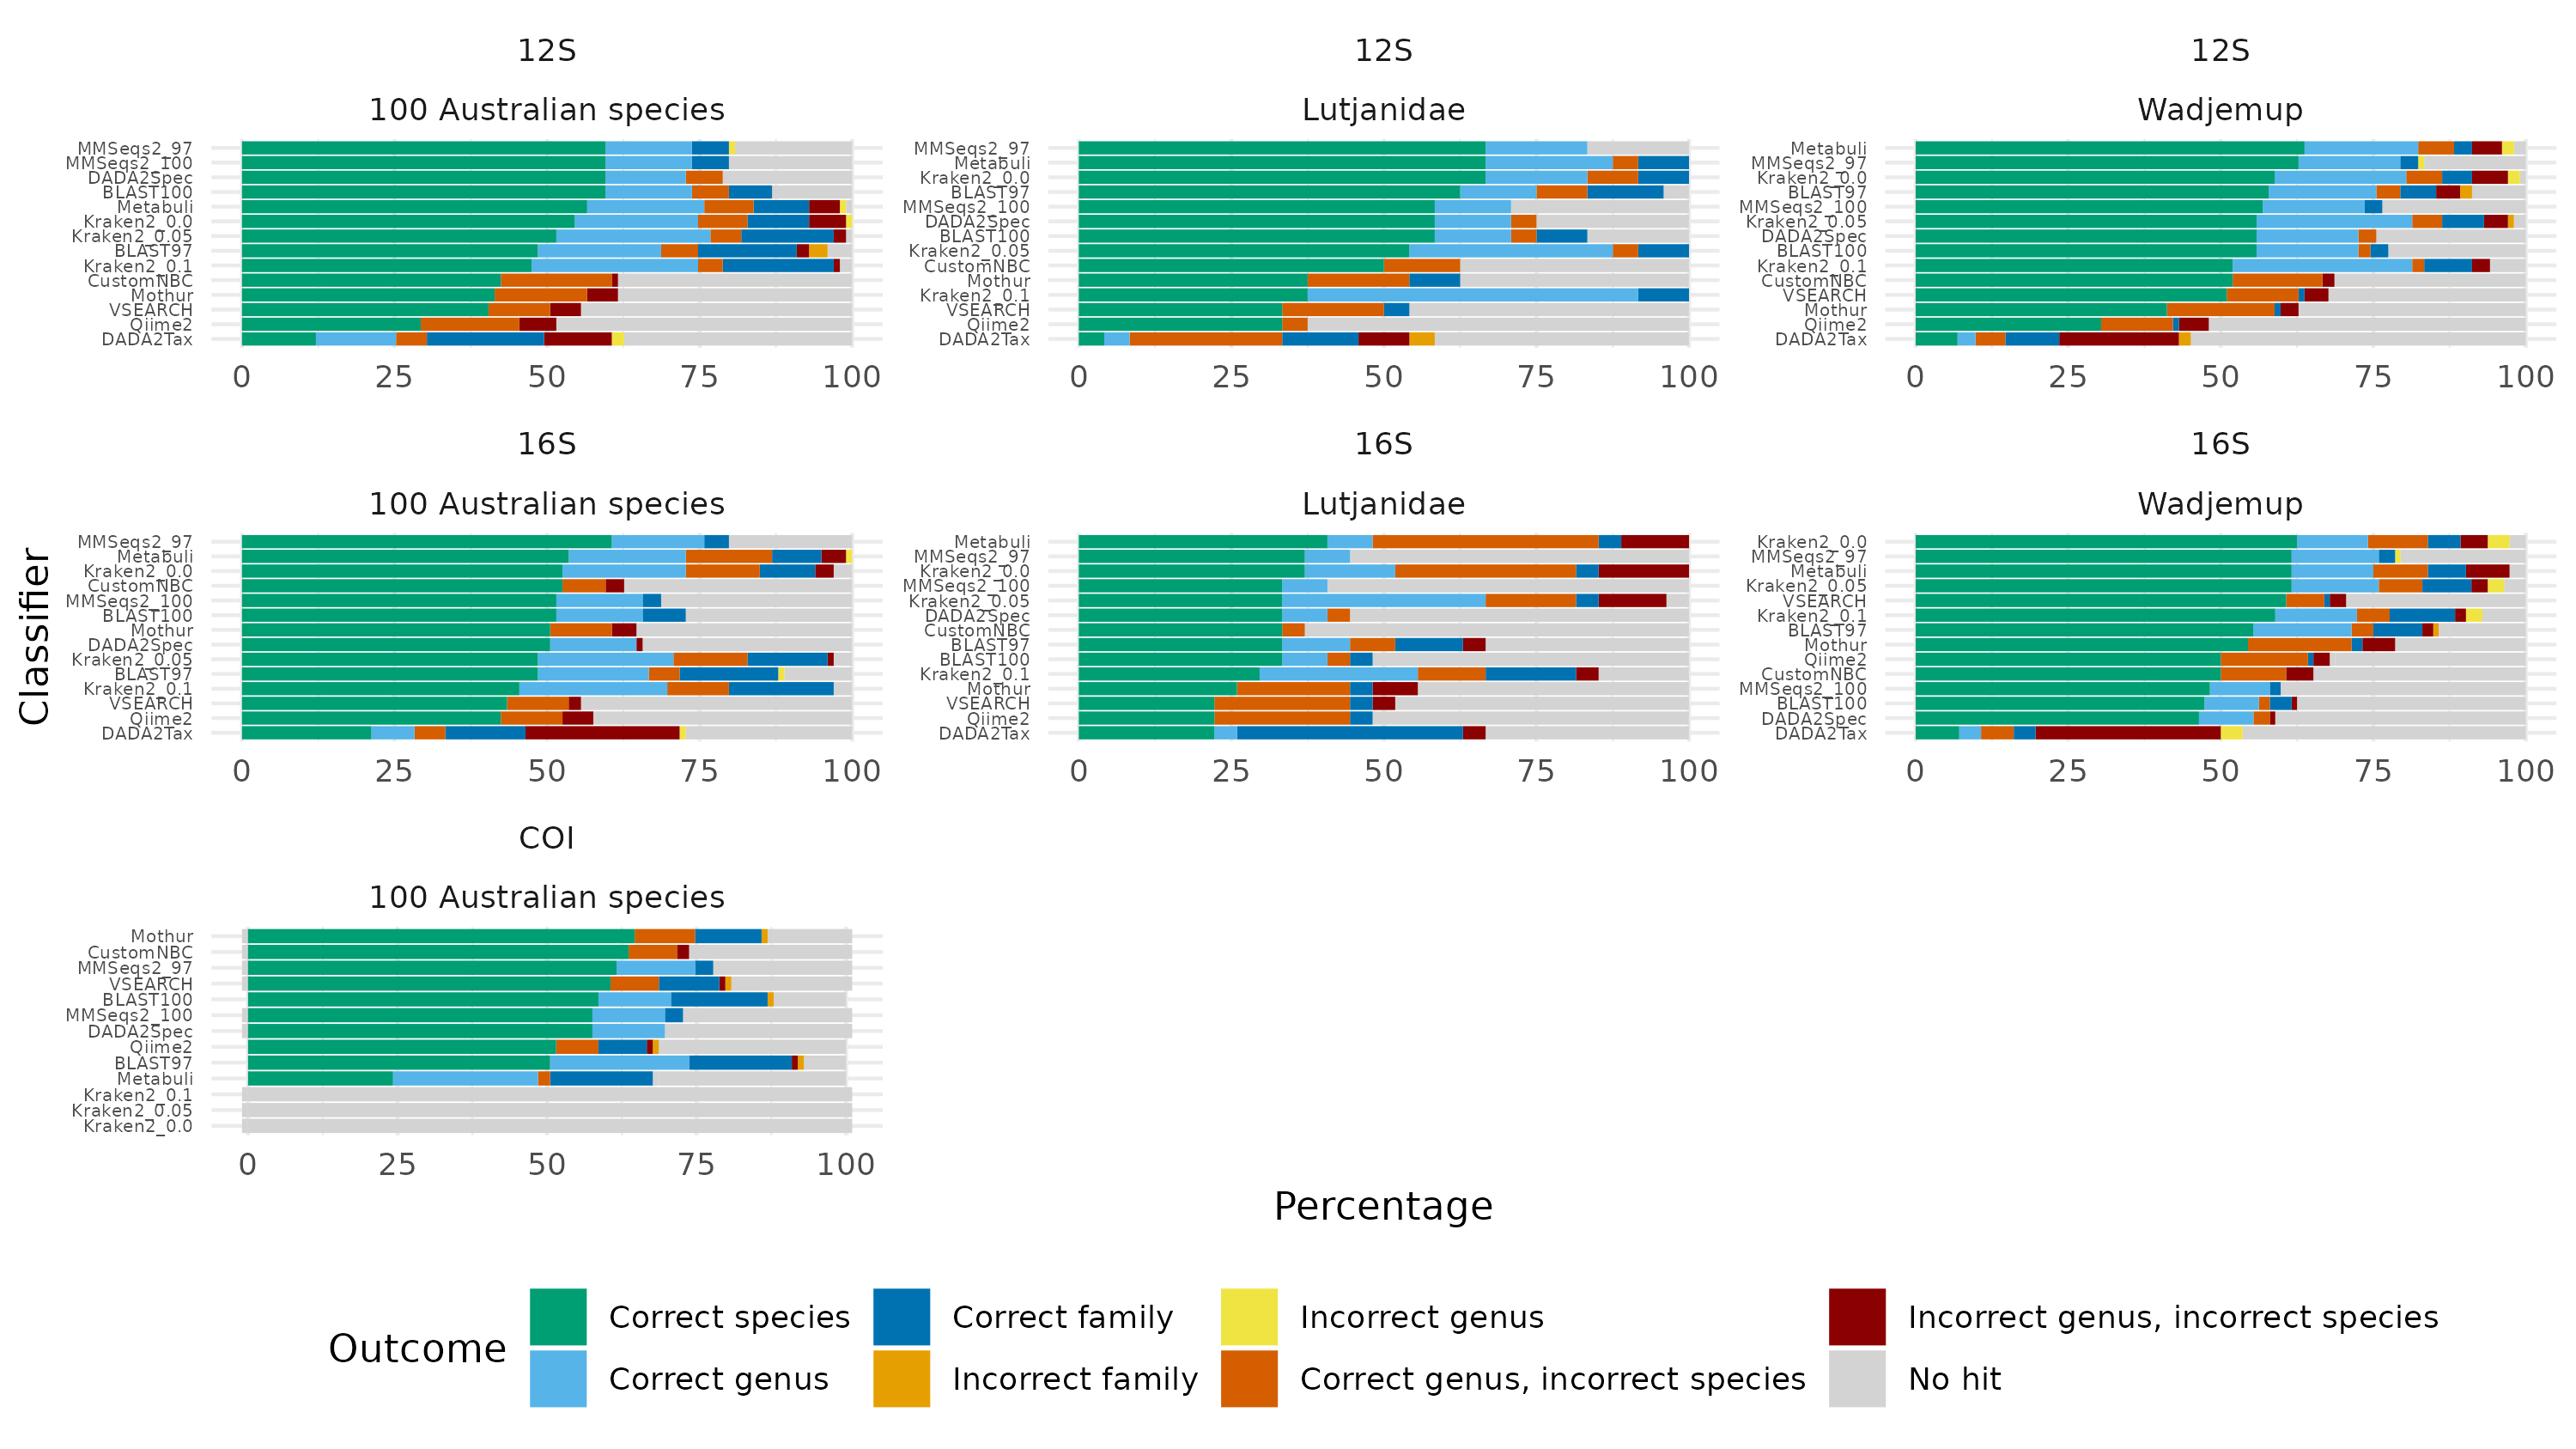 12S
100 Australian species
MMSeqs2_97
MMSeqs2_100
DADA2Spec
BLAST100
Metabuli
Kraken2_0.0
Kraken2_0.05
BLAST97
Kraken2_0.1
CustomNBC
Mothur
VSEARCH
Qiime2
DADA2Tax
0 25 50 75 100
12S
Lutjanidae
MMSeqs2_97
Metabuli
Kraken2_0.0
BLAST97
MMSeqs2_100
DADA2Spec
BLAST100
Kraken2_0.05
CustomNBC
Mothur
Kraken2_0.1
VSEARCH
Qiime2
DADA2Tax
0 25 50 75 100
12S
Wadjemup
Metabuli
MMSeqs2_97
Kraken2_0.0
BLAST97
MMSeqs2_100
Kraken2_0.05
DADA2Spec
BLAST100
Kraken2_0.1
CustomNBC
VSEARCH
Mothur
Qiime2
DADA2Tax
0 25 50 75 100
16S
100 Australian species
MMSeqs2_97
Metabuli
Kraken2_0.0
CustomNBC
MMSeqs2_100
BLAST100
Mothur
DADA2Spec
Kraken2_0.05
BLAST97
Kraken2_0.1
VSEARCH
Qiime2
DADA2Tax
0 25 50 75 100
16S
Lutjanidae
Metabuli
MMSeqs2_97
Kraken2_0.0
MMSeqs2_100
Kraken2_0.05
DADA2Spec
CustomNBC
BLAST97
BLAST100
Kraken2_0.1
Mothur
VSEARCH
Qiime2
DADA2Tax
0 25 50 75 100
16S
Wadjemup
Kraken2_0.0
MMSeqs2_97
Metabuli
Kraken2_0.05
VSEARCH
Kraken2_0.1
BLAST97
Mothur
Qiime2
CustomNBC
MMSeqs2_100
BLAST100
DADA2Spec
DADA2Tax
0 25 50 75 100
COI
100 Australian species
Mothur
CustomNBC
MMSeqs2_97
VSEARCH
BLAST100
MMSeqs2_100
DADA2Spec
Qiime2
BLAST97
Metabuli
Kraken2_0.1
Kraken2_0.05
Kraken2_0.0
0 25 50 75 100
Classifier
Percentage
Outcome
Correct species
Correct genus
Correct family
Incorrect family
Incorrect genus
Correct genus, incorrect species
Incorrect genus, incorrect species
No hit